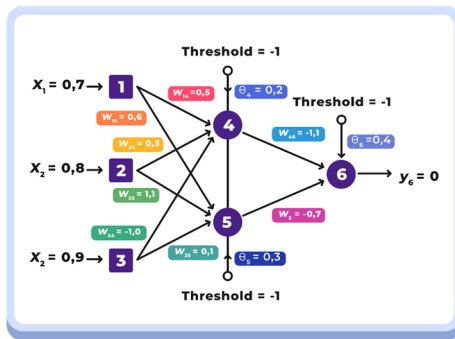 Threshold = -1
X₁ = 0,7
1
W₁₄=0,5
θ₄ = 0,2
W₁₅ = 0,6
Threshold = -1
4
W₂₄ = 0,3
W₄₆ = -1,1
θ₆ = 0,4
X₂ = 0,8
2
6
y₆ = 0
W₂₅ = 1,1
5
W₅ = -0,7
W₃₄ = -1,0
X₂ = 0,9
3
W₃₅ = 0,1
θ₅ = 0,3
Threshold = -1